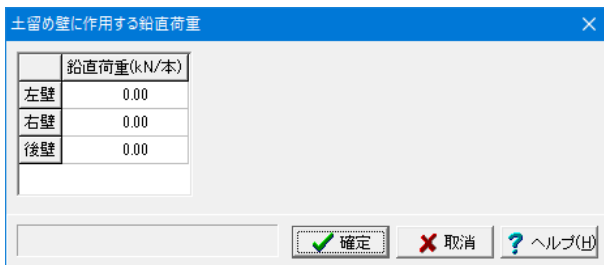 土留め壁に作用する鉛直荷重
鉛直荷重(kN/本)
左壁 0.00
右壁 0.00
後壁 0.00
確定 取消 ヘルプ(H)